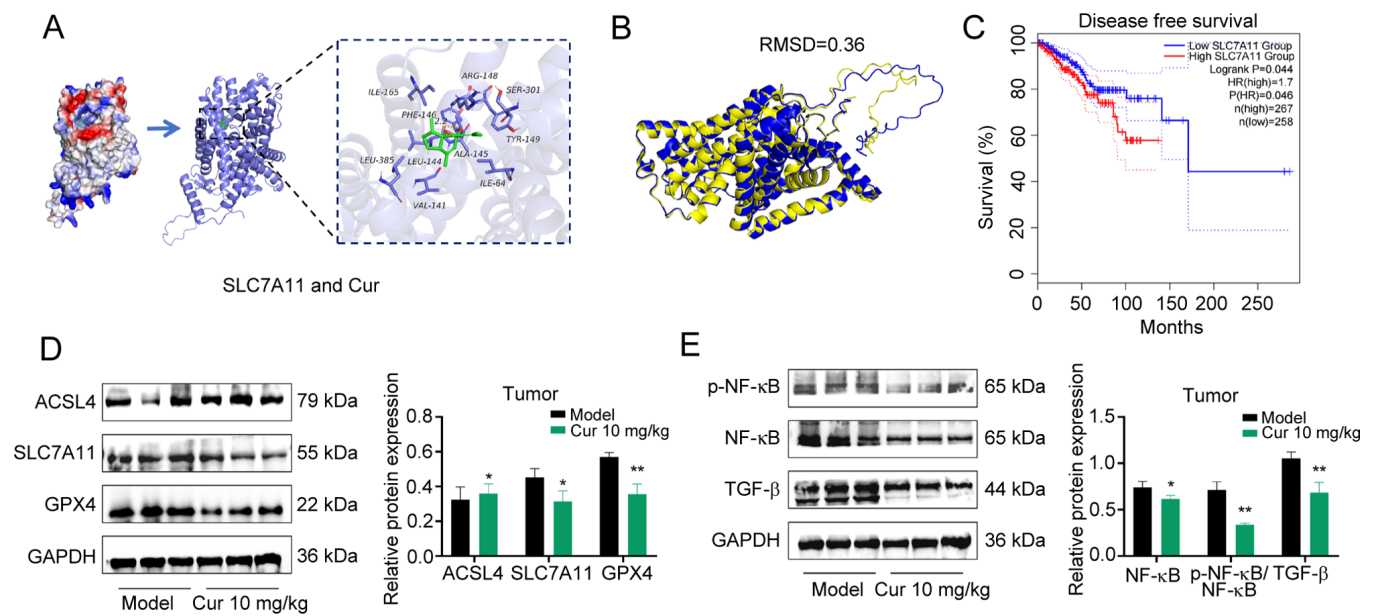 A
ARG-148
SER-301
ILE-165
PHE-146
2.2
TYR-149
LEU-385
LEU-144
ALA-145
ILE-64
VAL-141
SLC7A11 and Cur
B
RMSD=0.36
C
Disease free survival
Low SLC7A11 Group
High SLC7A11 Group
Logrank P=0.044
HR(high)=1.7
P(HR)=0.046
n(high)=267
n(low)=258
Survival (%)
100
80
60
40
20
0
0 50 100 150 200 250
Months
D
ACSL4 79 kDa
SLC7A11 55 kDa
GPX4 22 kDa
GAPDH 36 kDa
Model Cur 10 mg/kg
Relative protein expression
Tumor
Model
Cur 10 mg/kg
0.8
0.6
0.4
0.2
0.0
* * **
ACSL4 SLC7A11 GPX4
E
p-NF-κB 65 kDa
NF-κB 65 kDa
TGF-β 44 kDa
GAPDH 36 kDa
Model Cur 10 mg/kg
Relative protein expression
Tumor
Model
Cur 10 mg/kg
1.5
1.0
0.5
0.0
* ** **
NF-κB p-NF-κB/ TGF-β
NF-κB